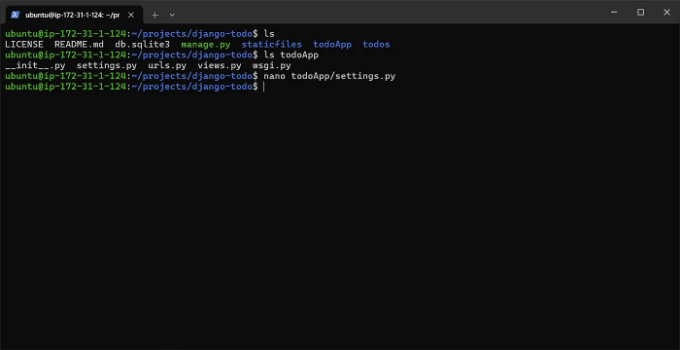 ubuntu@ip-172-31-1-124: ~/pr
ubuntu@ip-172-31-1-124:~/projects/django-todo$ ls
LICENSE README.md db.sqlite3 manage.py staticfiles todoApp todos
ubuntu@ip-172-31-1-124:~/projects/django-todo$ ls todoApp
__init__.py settings.py urls.py views.py wsgi.py
ubuntu@ip-172-31-1-124:~/projects/django-todo$ nano todoApp/settings.py
ubuntu@ip-172-31-1-124:~/projects/django-todo$